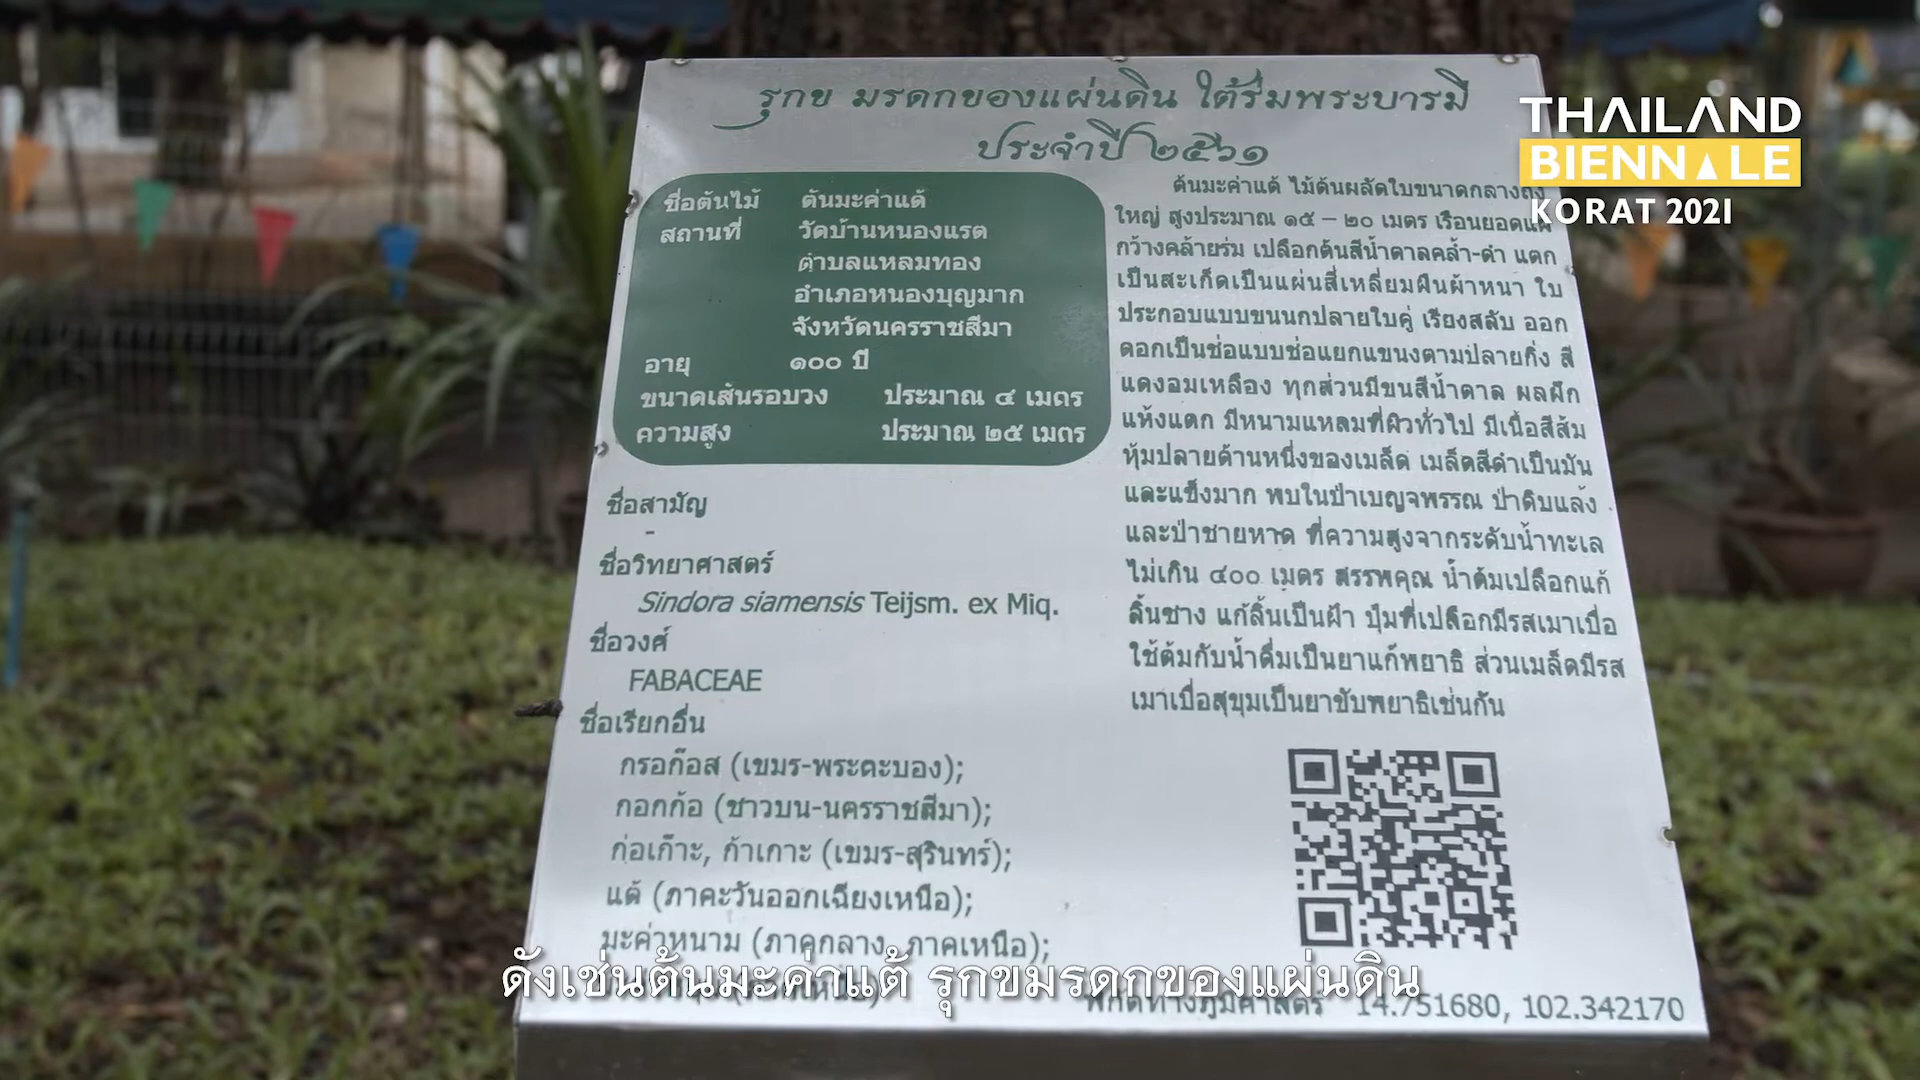 รุกข มรดกของแผ่นดิน ใต้ร่มพระบารมี
ประจำปี ๒๕๖๑
ชื่อต้นไม้ ต้นมะค่าแต้
สถานที่ วัดบ้านหนองแรต
ตำบลแหลมทอง
อำเภอหนองบุญมาก
จังหวัดนครราชสีมา
อายุ ๑๐๐ ปี
ขนาดเส้นรอบวง ประมาณ ๔ เมตร
ความสูง ประมาณ ๒๕ เมตร
ชื่อสามัญ
-
ชื่อวิทยาศาสตร์
Sindora siamensis Teijsm. ex Miq.
ชื่อวงศ์
FABACEAE
ชื่อเรียกอื่น
กรอก๊อส (เขมร-พระตะบอง);
กอกก้อ (ชาวบน-นครราชสีมา);
ก่อเก๊าะ, ก้าเกาะ (เขมร-สุรินทร์);
แต้ (ภาคะวันออกเฉียงเหนือ);
มะค่าหนาม (ภาคกลาง, ภาคเหนือ);
ต้นมะค่าแต้ ไม้ต้นผลัดใบขนาดกลางถึง
ใหญ่ สูงประมาณ ๑๕ – ๒๐ เมตร เรือนยอดแผ่
กว้างคล้ายร่ม เปลือกต้นสีน้ำตาลคล้ำ-ดำ แตก
เป็นสะเก็ดเป็นแผ่นสี่เหลี่ยมผืนผ้าหนา ใบ
ประกอบแบบขนนกปลายใบคู่ เรียงสลับ ออก
ดอกเป็นช่อแบบช่อแยกแขนงตามปลายกิ่ง สี
แดงอมเหลือง ทุกส่วนมีขนสีน้ำตาล ผลฝัก
แห้งแตก มีหนามแหลมที่ผิวทั่วไป มีเนื้อสีส้ม
หุ้มปลายด้านหนึ่งของเมล็ด เมล็ดสีดำเป็นมัน
และแข็งมาก พบในป่าเบญจพรรณ ป่าดิบแล้ง
และป่าชายหาด ที่ความสูงจากระดับน้ำทะเล
ไม่เกิน ๔๐๐ เมตร สรรพคุณ น้ำต้มเปลือกแก้
ลิ้นซาง แก้ลิ้นเป็นฝ้า ปุ่มที่เปลือกมีรสเมาเบื่อ
ใช้ต้มกับน้ำดื่มเป็นยาแก้พยาธิ ส่วนเมล็ดมีรส
เมาเบื่อสุขุมเป็นยาขับพยาธิเช่นกัน
พิกัดทางภูมิศาสตร์ 14.751680, 102.342170
THAILAND
BIENNALE
KORAT 2021
ดังเช่นต้นมะค่าแต้ รุกขมรดกของแผ่นดิน